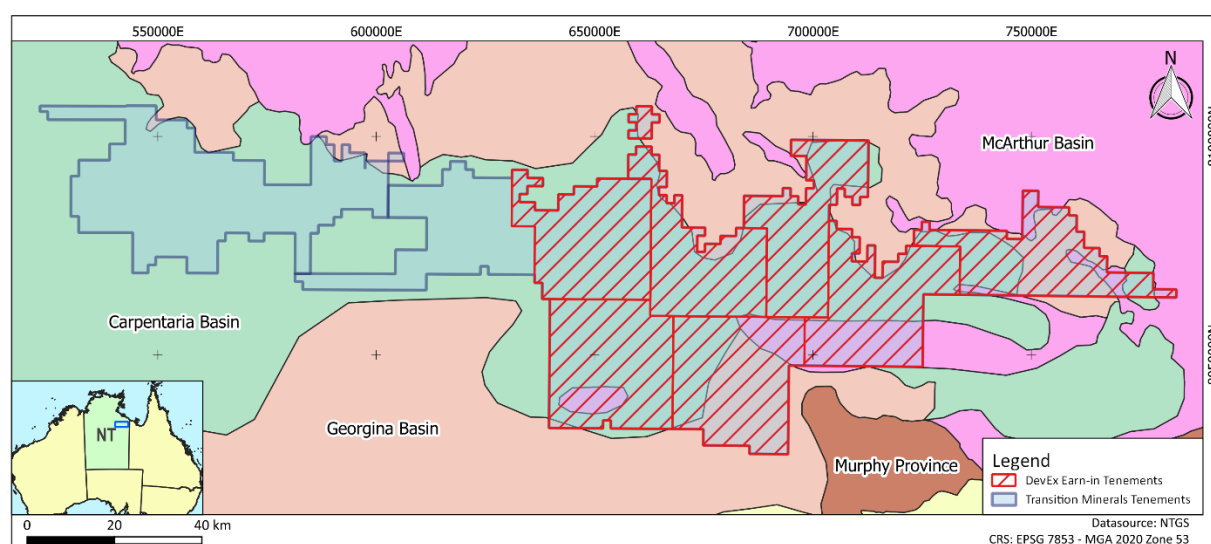 550000E 600000E 650000E 700000E 750000E
N
McArthur Basin
Carpentaria Basin
Georgina Basin
Murphy Province
NT
Legend
DevEx Earn-in Tenements
Transition Minerals Tenements
0 20 40 km
Datasource: NTGS
CRS: EPSG 7853 - MGA 2020 Zone 53